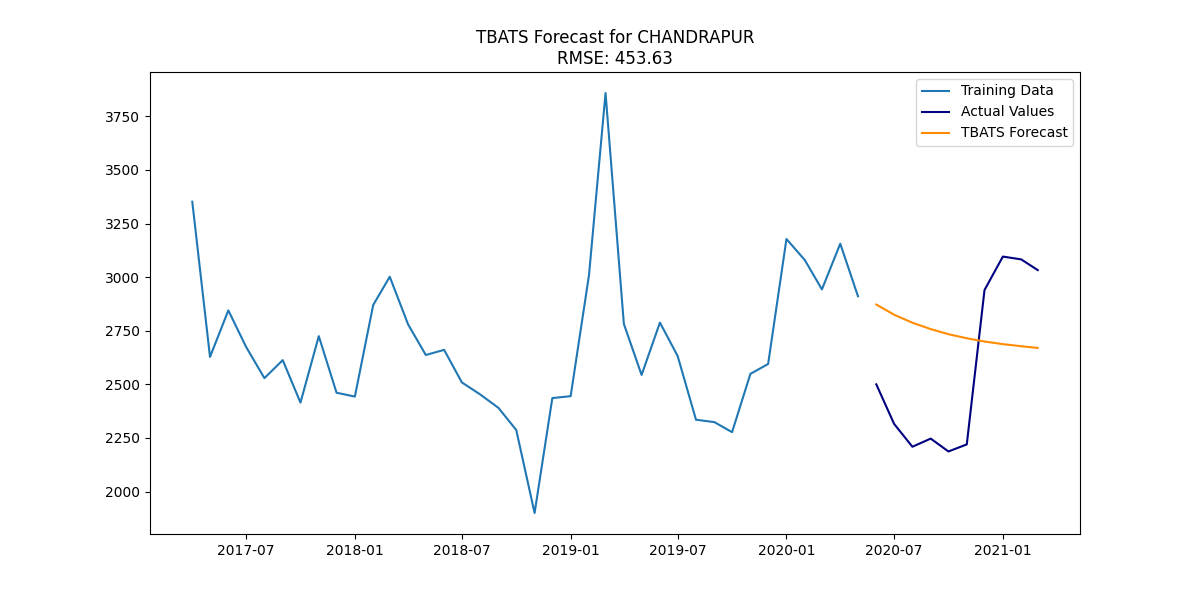 TBATS Forecast for CHANDRAPUR
RMSE: 453.63
Training Data
Actual Values
TBATS Forecast
3750
3500
3250
3000
2750
2500
2250
2000
2017-07 2018-01 2018-07 2019-01 2019-07 2020-01 2020-07 2021-01